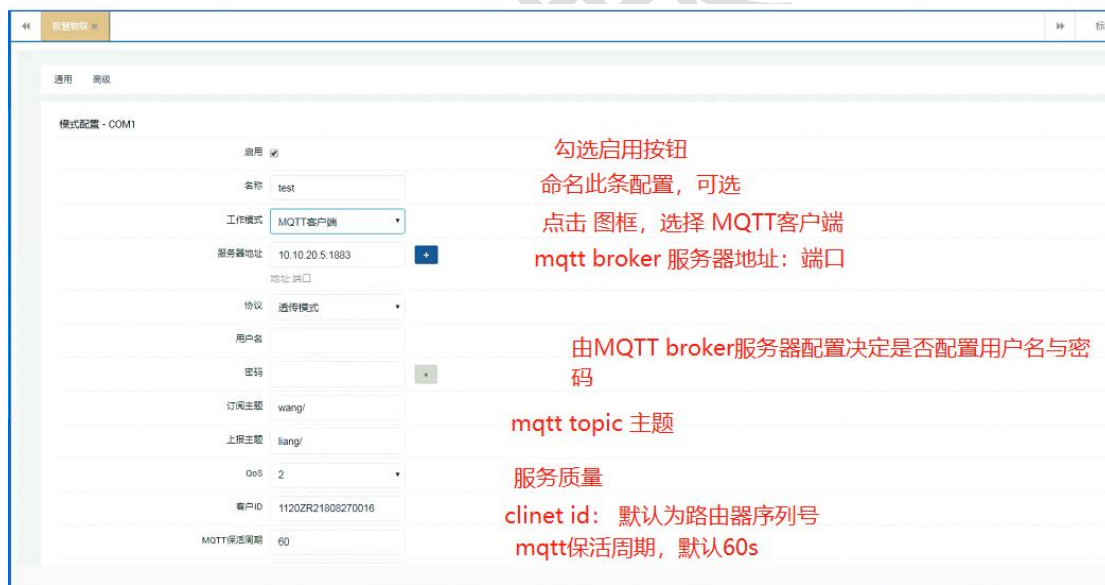 智慧物联
标
通用 高级
模式配置 - COM1
启用 勾选启用按钮
名称 test 命名此条配置，可选
工作模式 MQTT客户端 点击 图框，选择 MQTT客户端
服务器地址 10.10.20.5:1883 + mqtt broker 服务器地址：端口
地址:端口
协议 透传模式
用户名
由MQTT broker服务器配置决定是否配置用户名与密
密码
码
订阅主题 wang/
mqtt topic 主题
上报主题 liang/
QoS 2 服务质量
客户ID 1120ZR21808270016 clinet id： 默认为路由器序列号
MQTT保活周期 60 mqtt保活周期，默认60s